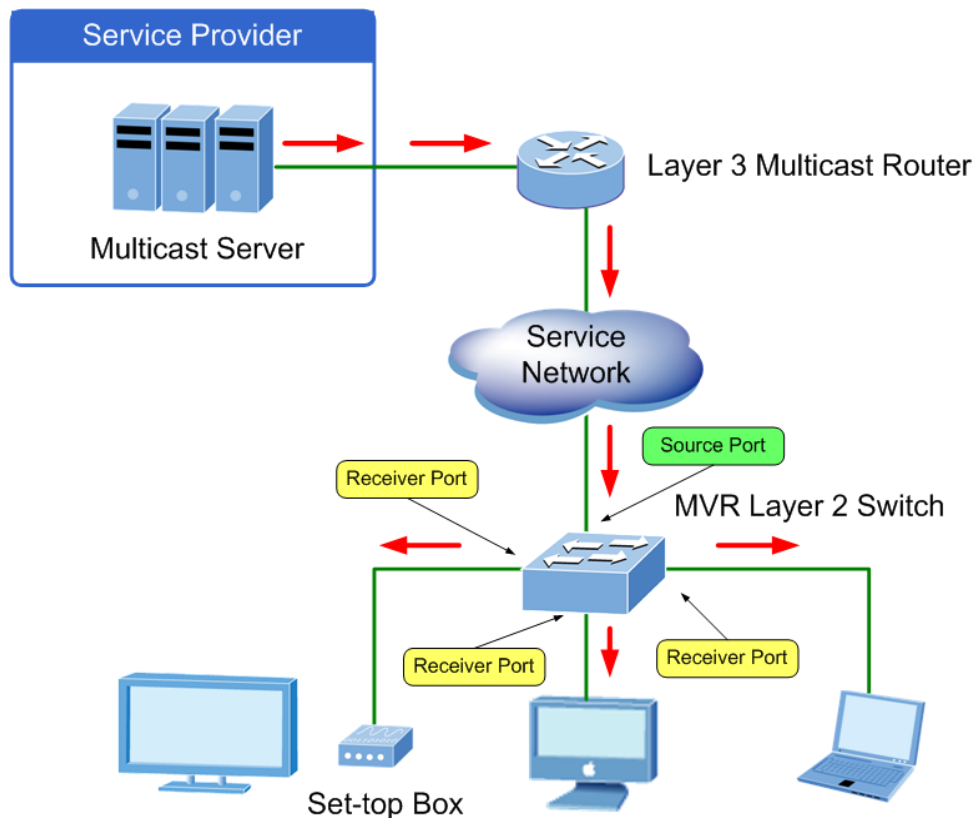 Service Provider
Multicast Server
Layer 3 Multicast Router
Service
Network
Source Port
Receiver Port
MVR Layer 2 Switch
Receiver Port
Receiver Port
Set-top Box